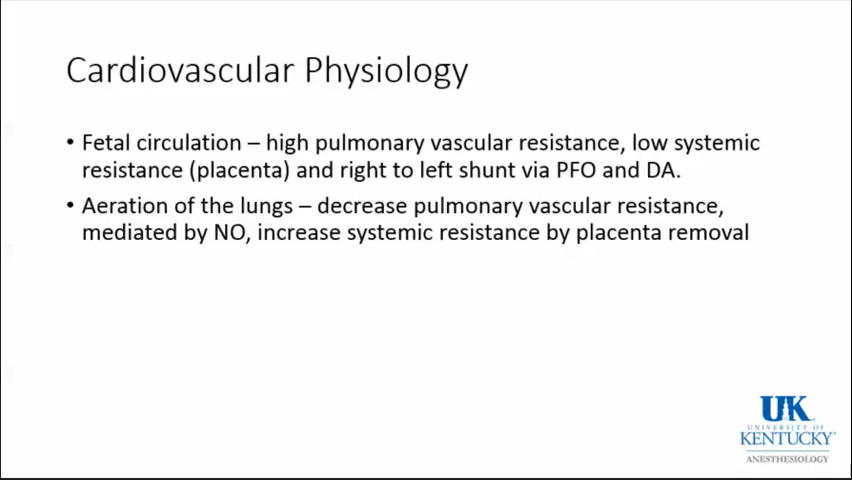 Cardiovascular Physiology
• Fetal circulation – high pulmonary vascular resistance, low systemic
resistance (placenta) and right to left shunt via PFO and DA.
• Aeration of the lungs – decrease pulmonary vascular resistance,
mediated by NO, increase systemic resistance by placenta removal
UK
UNIVERSITY OF
KENTUCKY
ANESTHESIOLOGY